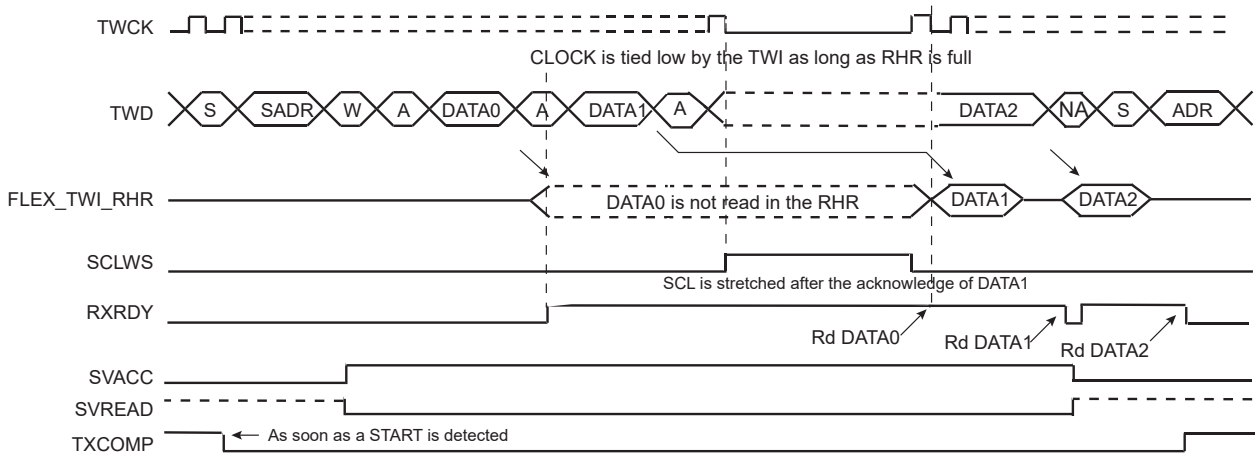 TWCK
CLOCK is tied low by the TWI as long as RHR is full
TWD S SADR W A DATA0 A DATA1 A DATA2 NA S ADR
FLEX_TWI_RHR DATA0 is not read in the RHR DATA1 DATA2
SCLWS
SCL is stretched after the acknowledge of DATA1
RXRDY
Rd DATA0 Rd DATA1 Rd DATA2
SVACC
SVREAD
TXCOMP As soon as a START is detected